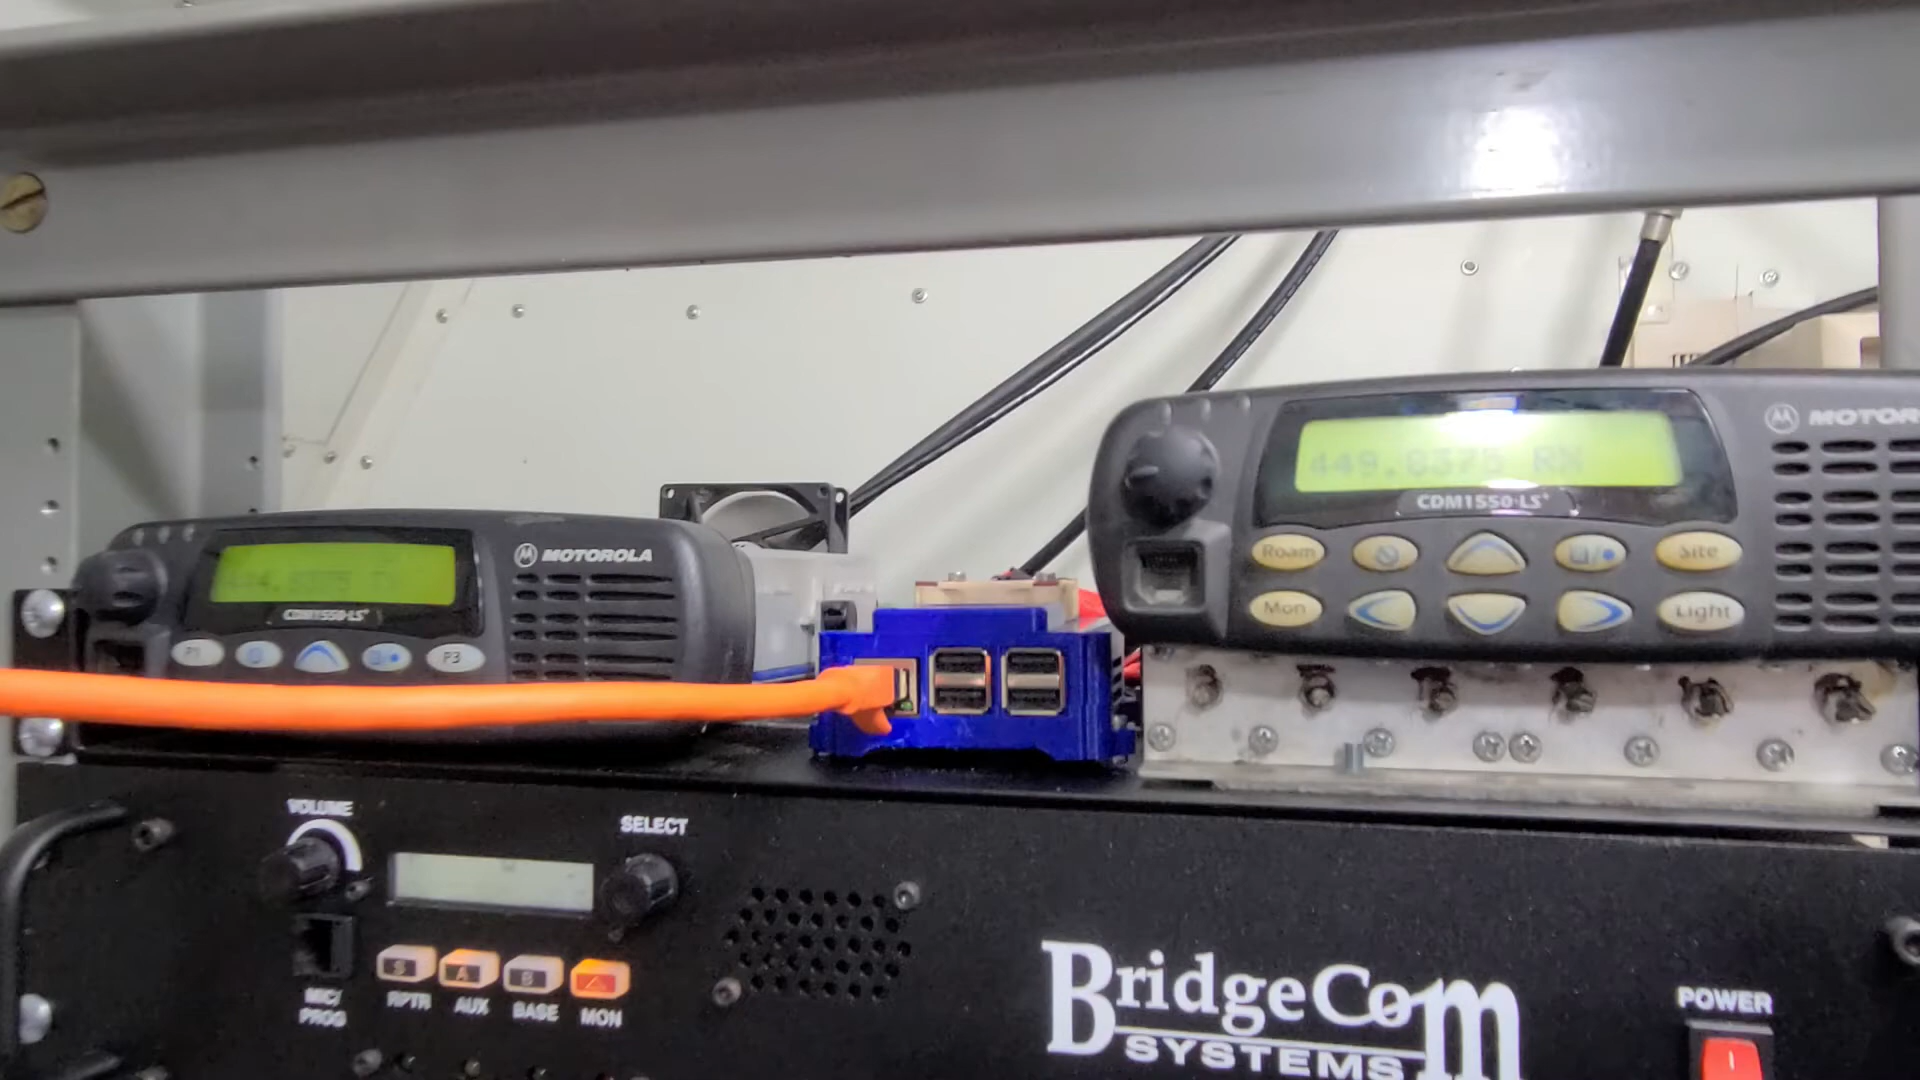 449.8375 RX
MOTOROLA
CDM1550·LS+
Roam
Site
Mon
Light
MOTOROLA
CDM1550·LS+
P1
P3
VOLUME
SELECT
MIC/
PROG
S
A
B
RPTR
AUX
BASE
MON
BridgeCom
SYSTEMS
POWER